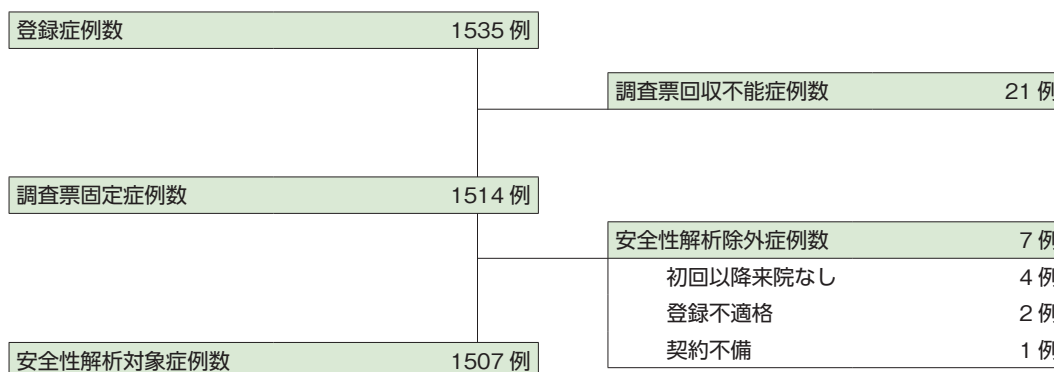 登録症例数 1535 例
調査票回収不能症例数 21 例
調査票固定症例数 1514 例
安全性解析除外症例数 7 例
初回以降来院なし 4 例
登録不適格 2 例
契約不備 1 例
安全性解析対象症例数 1507 例